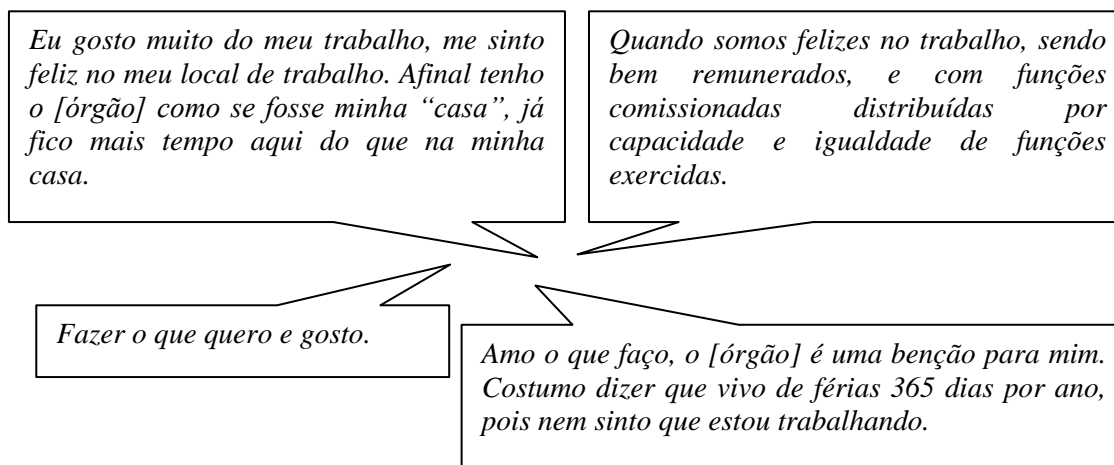 Eu gosto muito do meu trabalho, me sinto
feliz no meu local de trabalho. Afinal tenho
o [órgão] como se fosse minha “casa”, já
fico mais tempo aqui do que na minha
casa.
Quando somos felizes no trabalho, sendo
bem remunerados, e com funções
comissionadas distribuídas por
capacidade e igualdade de funções
exercidas.
Fazer o que quero e gosto.
Amo o que faço, o [órgão] é uma benção para mim.
Costumo dizer que vivo de férias 365 dias por ano,
pois nem sinto que estou trabalhando.